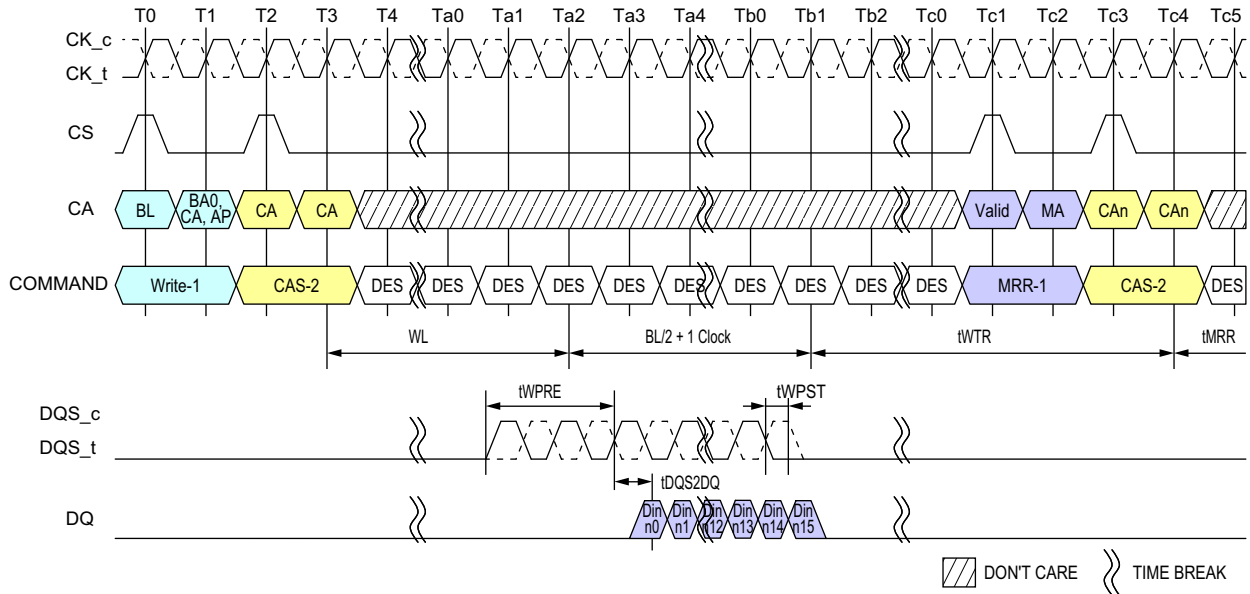 T0 T1 T2 T3 T4 Ta0 Ta1 Ta2 Ta3 Ta4 Tb0 Tb1 Tb2 Tc0 Tc1 Tc2 Tc3 Tc4 Tc5
CK_c
CK_t
CS
CA BL BA0, CA, AP CA CA Valid MA CAn CAn
COMMAND Write-1 CAS-2 DES DES DES DES DES DES DES DES DES DES MRR-1 CAS-2 DES
WL BL/2 + 1 Clock tWTR tMRR
tWPRE tWPST
DQS_c
DQS_t
tDQS2DQ
DQ Din n0 Din n1 Din n12 Din n13 Din n14 Din n15
DON'T CARE TIME BREAK